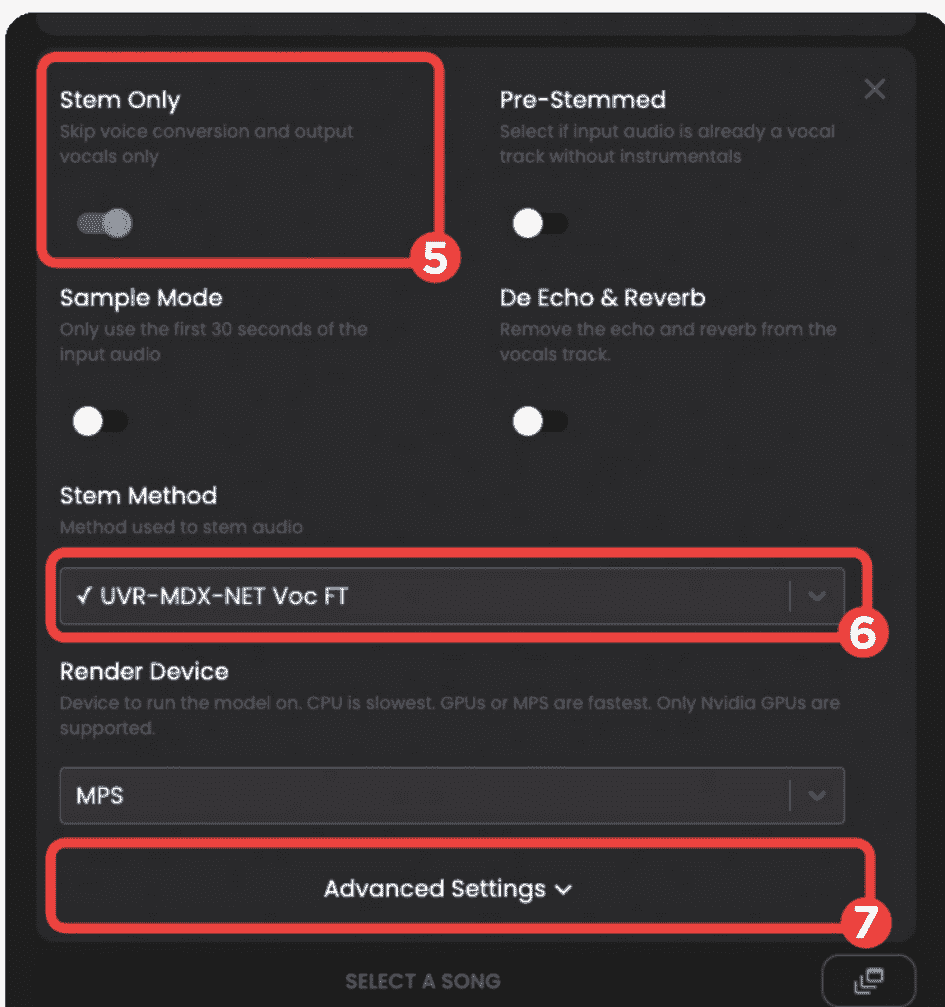 Stem Only
Skip voice conversion and output
vocals only
Pre-Stemmed
Select if input audio is already a vocal
track without instrumentals
5
Sample Mode
Only use the first 30 seconds of the
input audio
De Echo & Reverb
Remove the echo and reverb from the
vocals track.
Stem Method
Method used to stem audio
✓ UVR-MDX-NET Voc FT
6
Render Device
Device to run the model on. CPU is slowest. GPUs or MPS are fastest. Only Nvidia GPUs are
supported.
MPS
Advanced Settings
7
SELECT A SONG